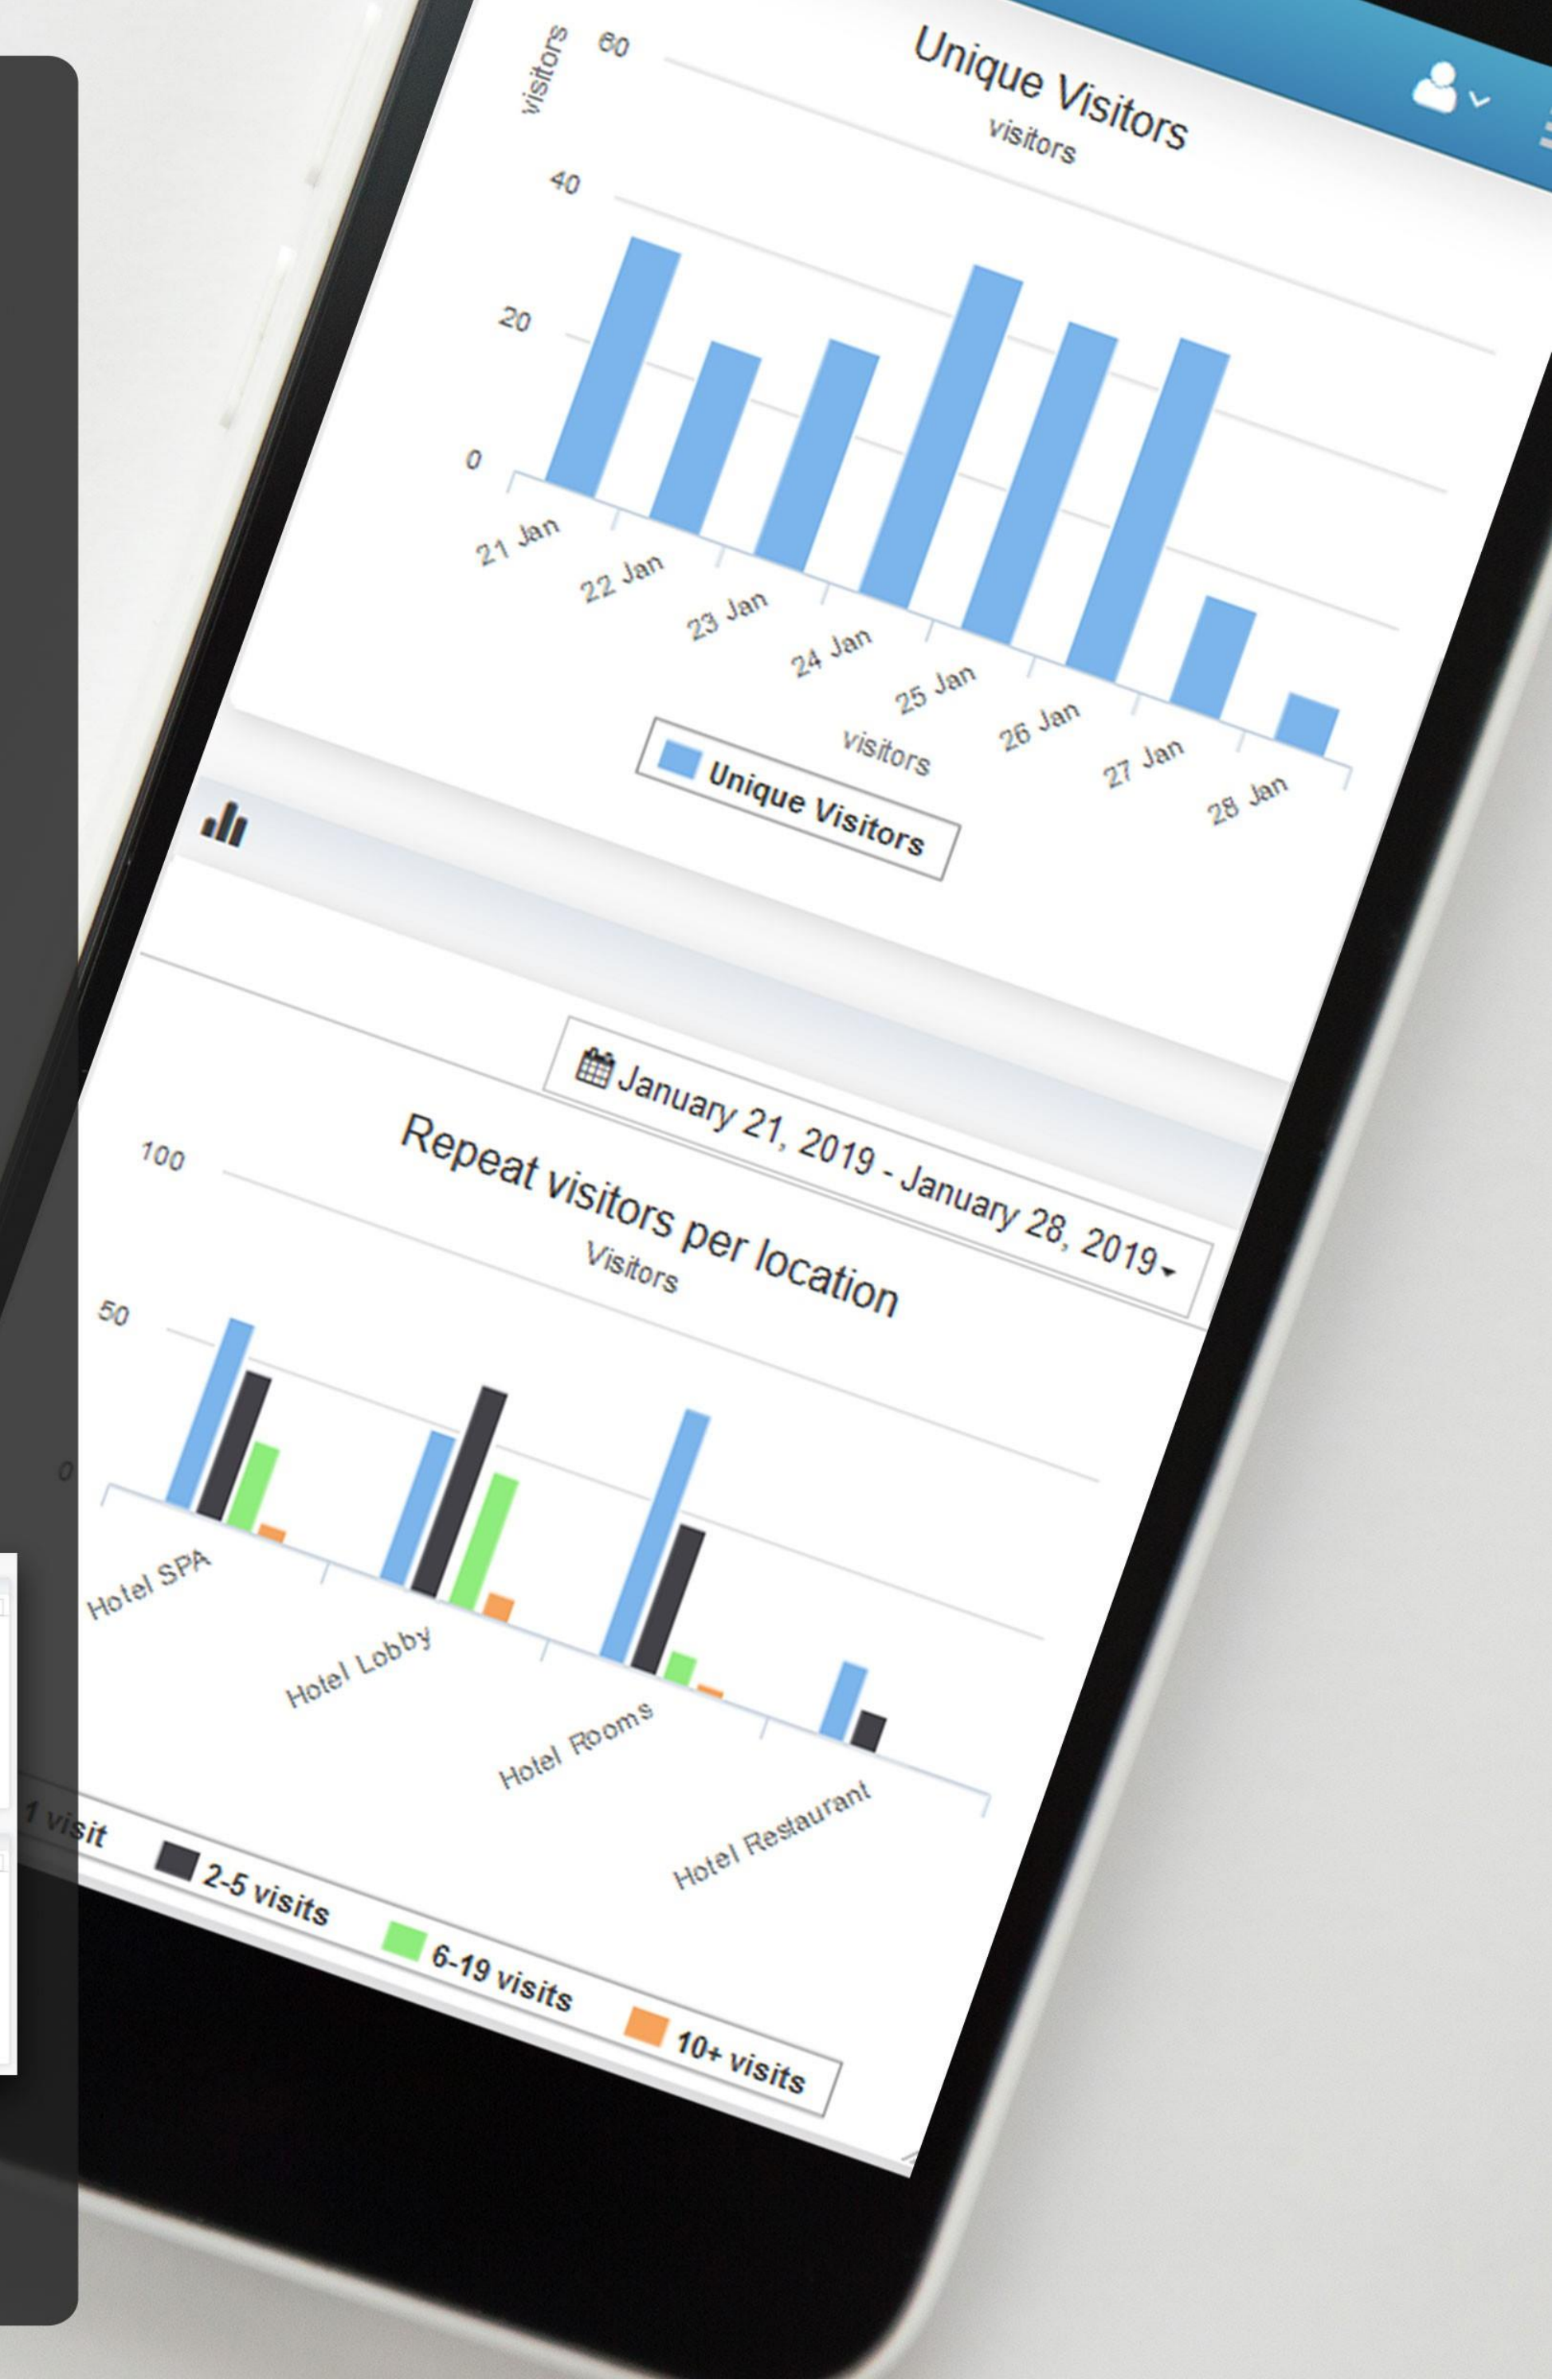 Unique Visitors
visitors
visitors
60
40
20
0
21 Jan
22 Jan
23 Jan
24 Jan
25 Jan
26 Jan
27 Jan
28 Jan
visitors
Unique Visitors
January 21, 2019 - January 28, 2019
Repeat visitors per location
Visitors
100
50
0
Hotel SPA
Hotel Lobby
Hotel Rooms
Hotel Restaurant
1 visit
2-5 visits
6-19 visits
10+ visits